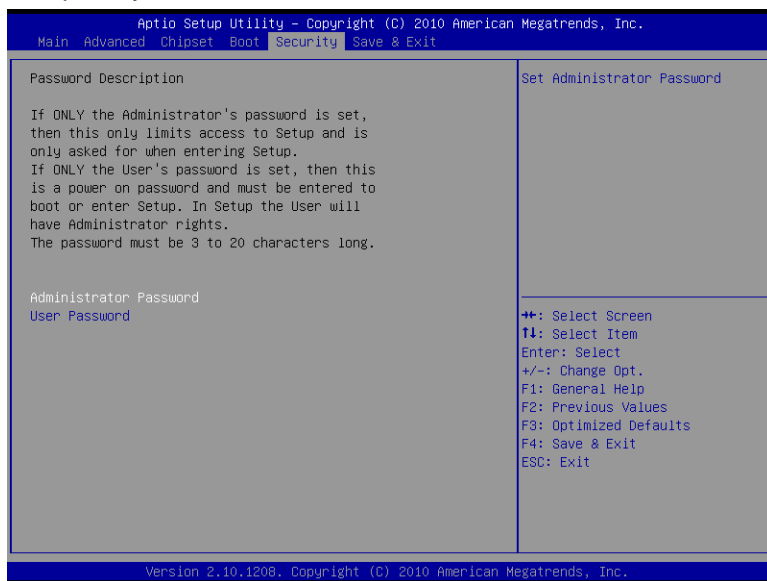 Aptio Setup Utility – Copyright (C) 2010 American Megatrends, Inc.
Main Advanced Chipset Boot Security Save & Exit
Password Description
If ONLY the Administrator's password is set,
then this only limits access to Setup and is
only asked for when entering Setup.
If ONLY the User's password is set, then this
is a power on password and must be entered to
boot or enter Setup. In Setup the User will
have Administrator rights.
The password must be 3 to 20 characters long.
Administrator Password
User Password
Set Administrator Password
→←: Select Screen
↑↓: Select Item
Enter: Select
+/-: Change Opt.
F1: General Help
F2: Previous Values
F3: Optimized Defaults
F4: Save & Exit
ESC: Exit
Version 2.10.1208. Copyright (C) 2010 American Megatrends, Inc.